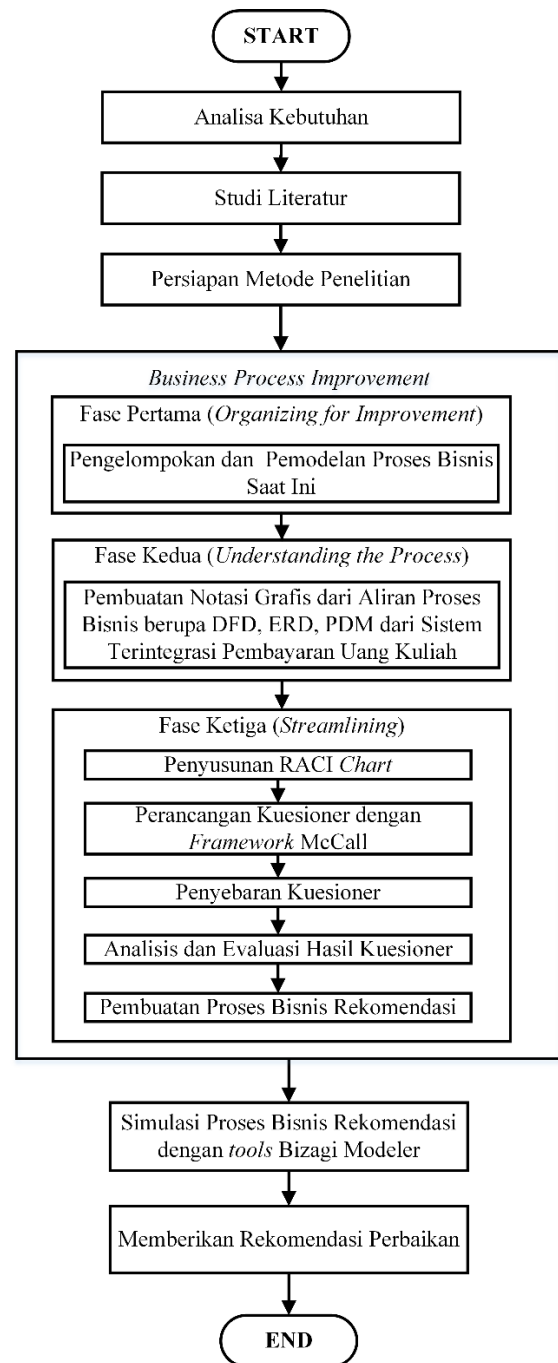 START
Analisa Kebutuhan
Studi Literatur
Persiapan Metode Penelitian
Business Process Improvement
Fase Pertama (Organizing for Improvement)
Pengelompokan dan Pemodelan Proses Bisnis
Saat Ini
Fase Kedua (Understanding the Process)
Pembuatan Notasi Grafis dari Aliran Proses
Bisnis berupa DFD, ERD, PDM dari Sistem
Terintegrasi Pembayaran Uang Kuliah
Fase Ketiga (Streamlining)
Penyusunan RACI Chart
Perancangan Kuesioner dengan
Framework McCall
Penyebaran Kuesioner
Analisis dan Evaluasi Hasil Kuesioner
Pembuatan Proses Bisnis Rekomendasi
Simulasi Proses Bisnis Rekomendasi
dengan tools Bizagi Modeler
Memberikan Rekomendasi Perbaikan
END